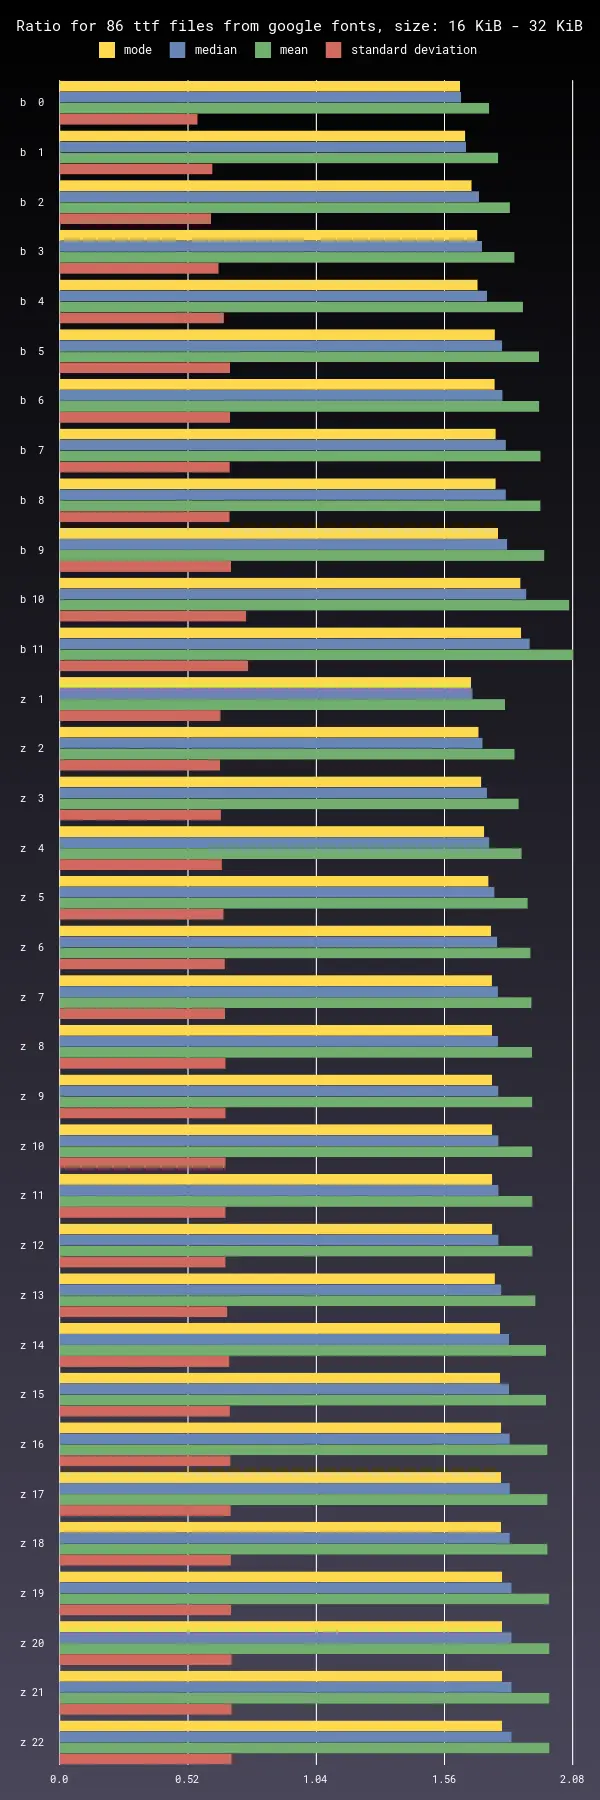 Ratio for 86 ttf files from google fonts, size: 16 KiB - 32 KiB
mode median mean standard deviation
b 0
b 1
b 2
b 3
b 4
b 5
b 6
b 7
b 8
b 9
b 10
b 11
z 1
z 2
z 3
z 4
z 5
z 6
z 7
z 8
z 9
z 10
z 11
z 12
z 13
z 14
z 15
z 16
z 17
z 18
z 19
z 20
z 21
z 22
0.0 0.52 1.04 1.56 2.08